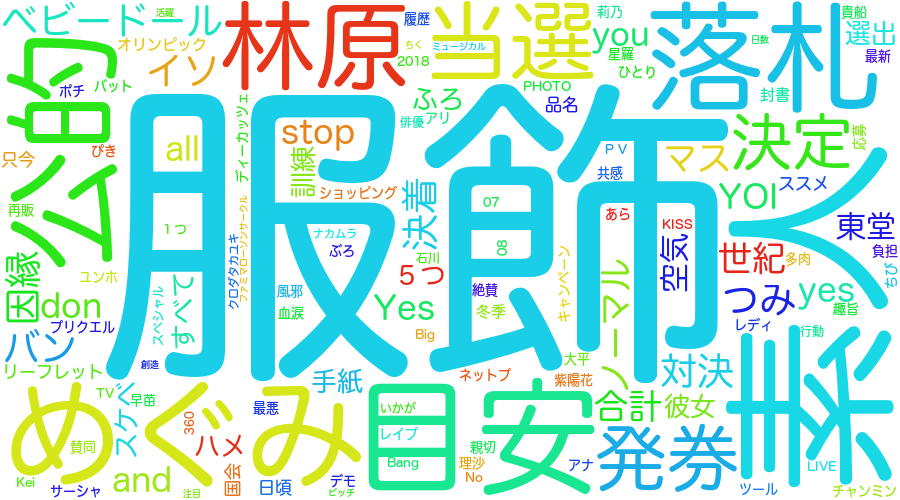 ベビードール
活躍
林原
履歴
当選
莉乃
you
落札
貴船
選出
日数
最新
オリンピック
イソ
ちく
ミュージカル
2018
星羅
ひとり
ポチ
バット
公的
服飾
ふろ
PHOTO
品名
封書
ディーカッツェ
アリ
俳優
stop
all
訓練
決着
ＰＶ
共感
マス
決定
応募
只今
ぴき
ショッピング
07
YOI
ススメ
素人
再販
1つ
ナカムラ
ぶろ
石川
08
あら
KISS
東堂
負担
ファミマローソンサークル
クロダタカユキ
世紀
多肉
ちび
因縁
ユンホ
スペシャル
すべて
風邪
5つ
絶賛
キャンペーン
空気
don
血涙
Yes
冬季
ノーマル
つみ
yes
趣旨
プリクエル
バン
Big
レディ
行動
創造
大平
リーフレット
手紙
ネットプ
紫陽花
対決
めぐみ
TV
早苗
スケベ
目安
合計
彼女
最悪
いかが
360
賛同
ハメ
レイプ
親切
発券
Kei
and
国会
Bang
理沙
アナ
LIVE
サーシャ
注目
日頃
デモ
ビッチ
No
ツール
チャンミン